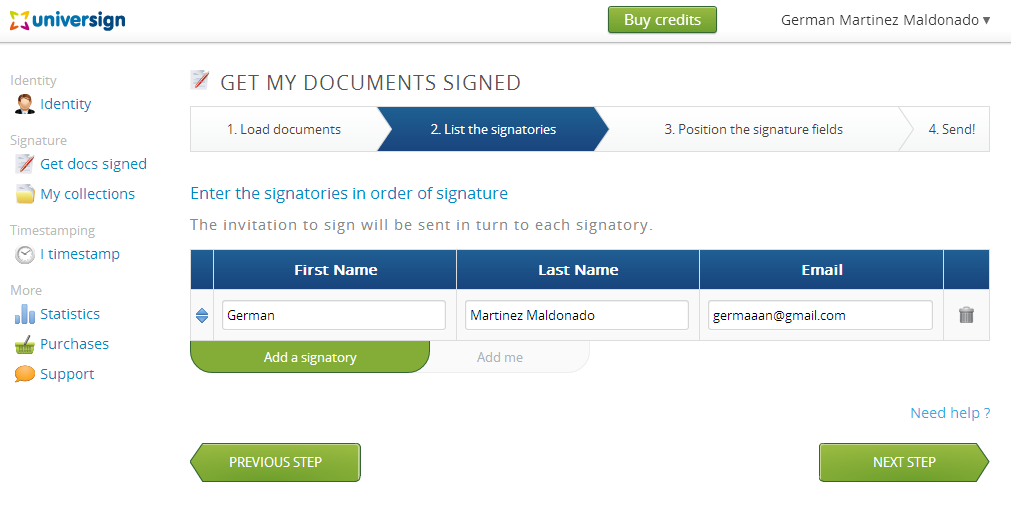 universign
Buy credits
German Martinez Maldonado ▾
Identity
Identity
Signature
Get docs signed
My collections
Timestamping
I timestamp
More
Statistics
Purchases
Support
GET MY DOCUMENTS SIGNED
1. Load documents
2. List the signatories
3. Position the signature fields
4. Send!
Enter the signatories in order of signature
The invitation to sign will be sent in turn to each signatory.
First Name Last Name Email
German Martinez Maldonado germaaan@gmail.com
Add a signatory Add me
Need help ?
PREVIOUS STEP NEXT STEP